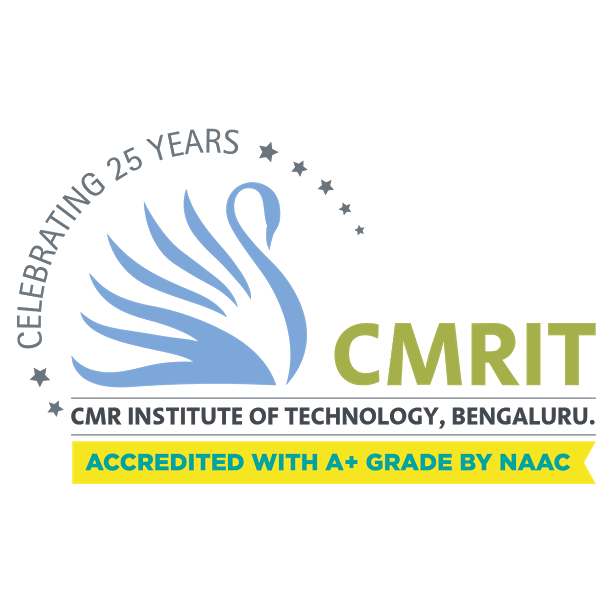 CELEBRATING 25 YEARS
CMRIT
CMR INSTITUTE OF TECHNOLOGY, BENGALURU.
ACCREDITED WITH A+ GRADE BY NAAC